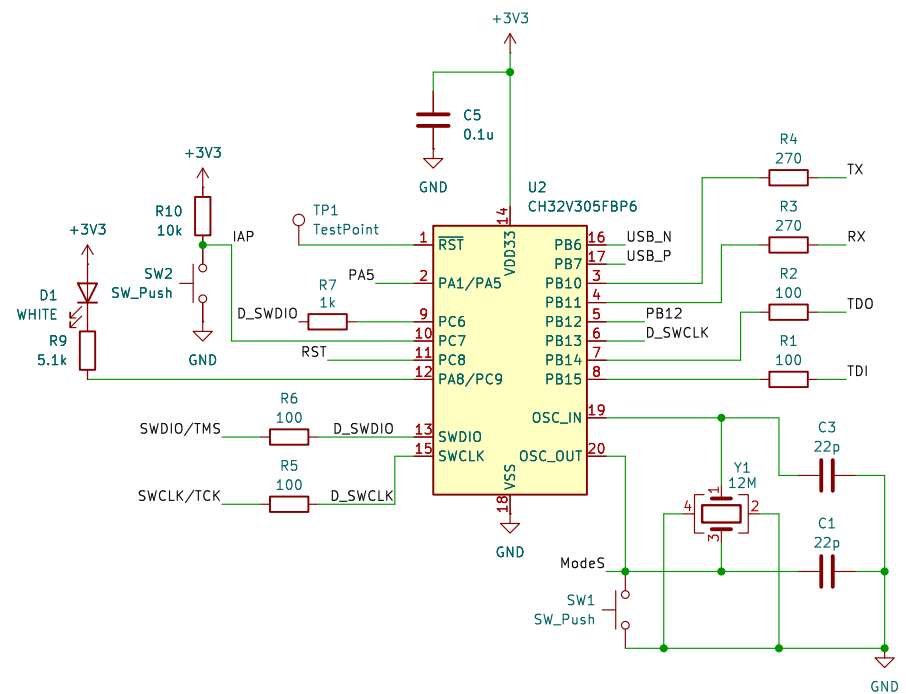 +3V3
C5
0.1u
GND
R4
270
TX
+3V3
R10
10k
IAP
TP1
TestPoint
U2
CH32V305FBP6
14
VDD33
R3
270
RX
+3V3
D1
WHITE
R9
5.1k
SW2
SW_Push
GND
1
RST
2
PA1/PA5
PA5
R7
1k
D_SWDIO
9
PC6
10
PC7
11
PC8
RST
12
PA8/PC9
16
PB6
USB_N
17
PB7
USB_P
3
PB10
4
PB11
5
PB12
PB12
6
PB13
D_SWCLK
7
PB14
8
PB15
R2
100
TDO
R1
100
TDI
R6
100
SWDIO/TMS
D_SWDIO
13
SWDIO
15
SWCLK
R5
100
SWCLK/TCK
D_SWCLK
19
OSC_IN
20
OSC_OUT
VSS
18
GND
C3
22p
Y1
12M
1
4
2
3
C1
22p
ModeS
SW1
SW_Push
GND